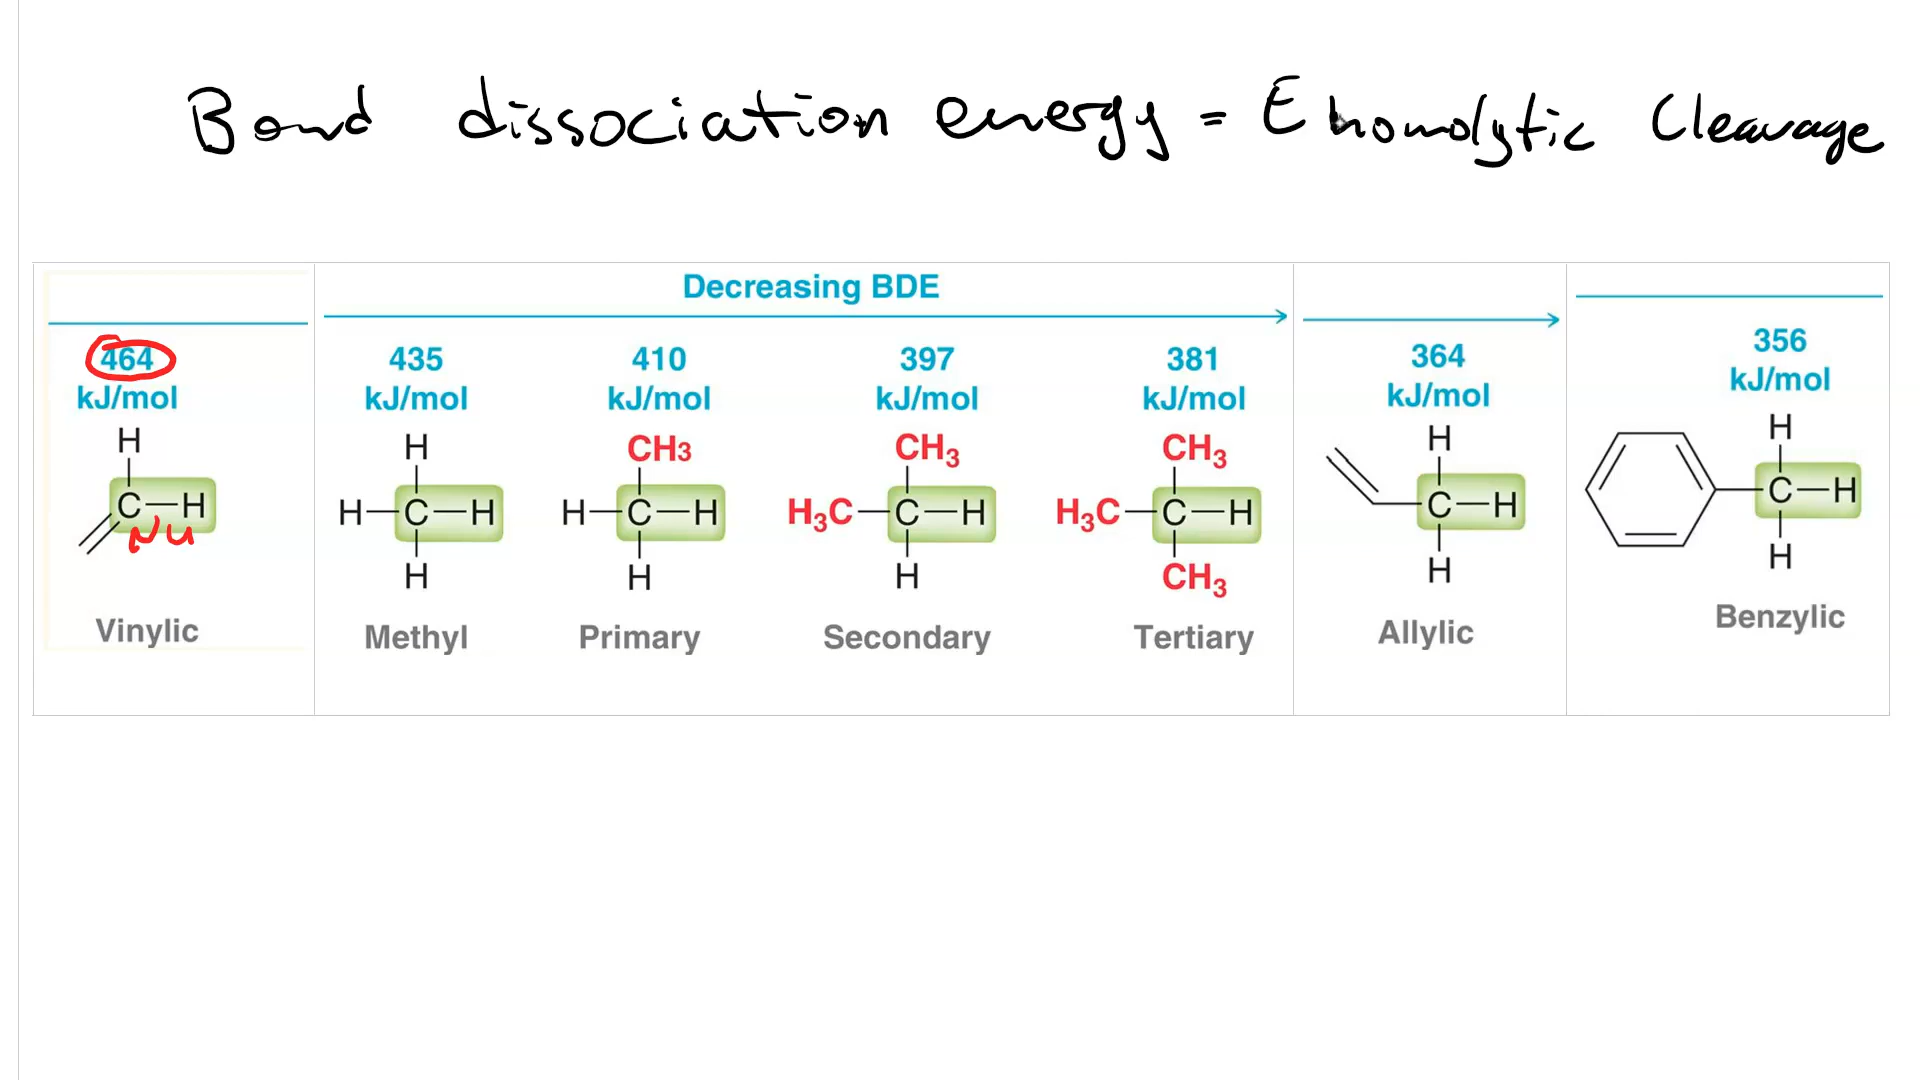 Bond dissociation energy = E homolytic Cleavage
Decreasing BDE
464 kJ/mol
435 kJ/mol
410 kJ/mol
397 kJ/mol
381 kJ/mol
364 kJ/mol
356 kJ/mol
H
C—H
Nu
H
H—C—H
H
CH3
H—C—H
H
CH₃
H₃C—C—H
H
CH₃
H₃C—C—H
CH₃
H
C—H
H
H
C—H
H
Vinylic
Methyl
Primary
Secondary
Tertiary
Allylic
Benzylic